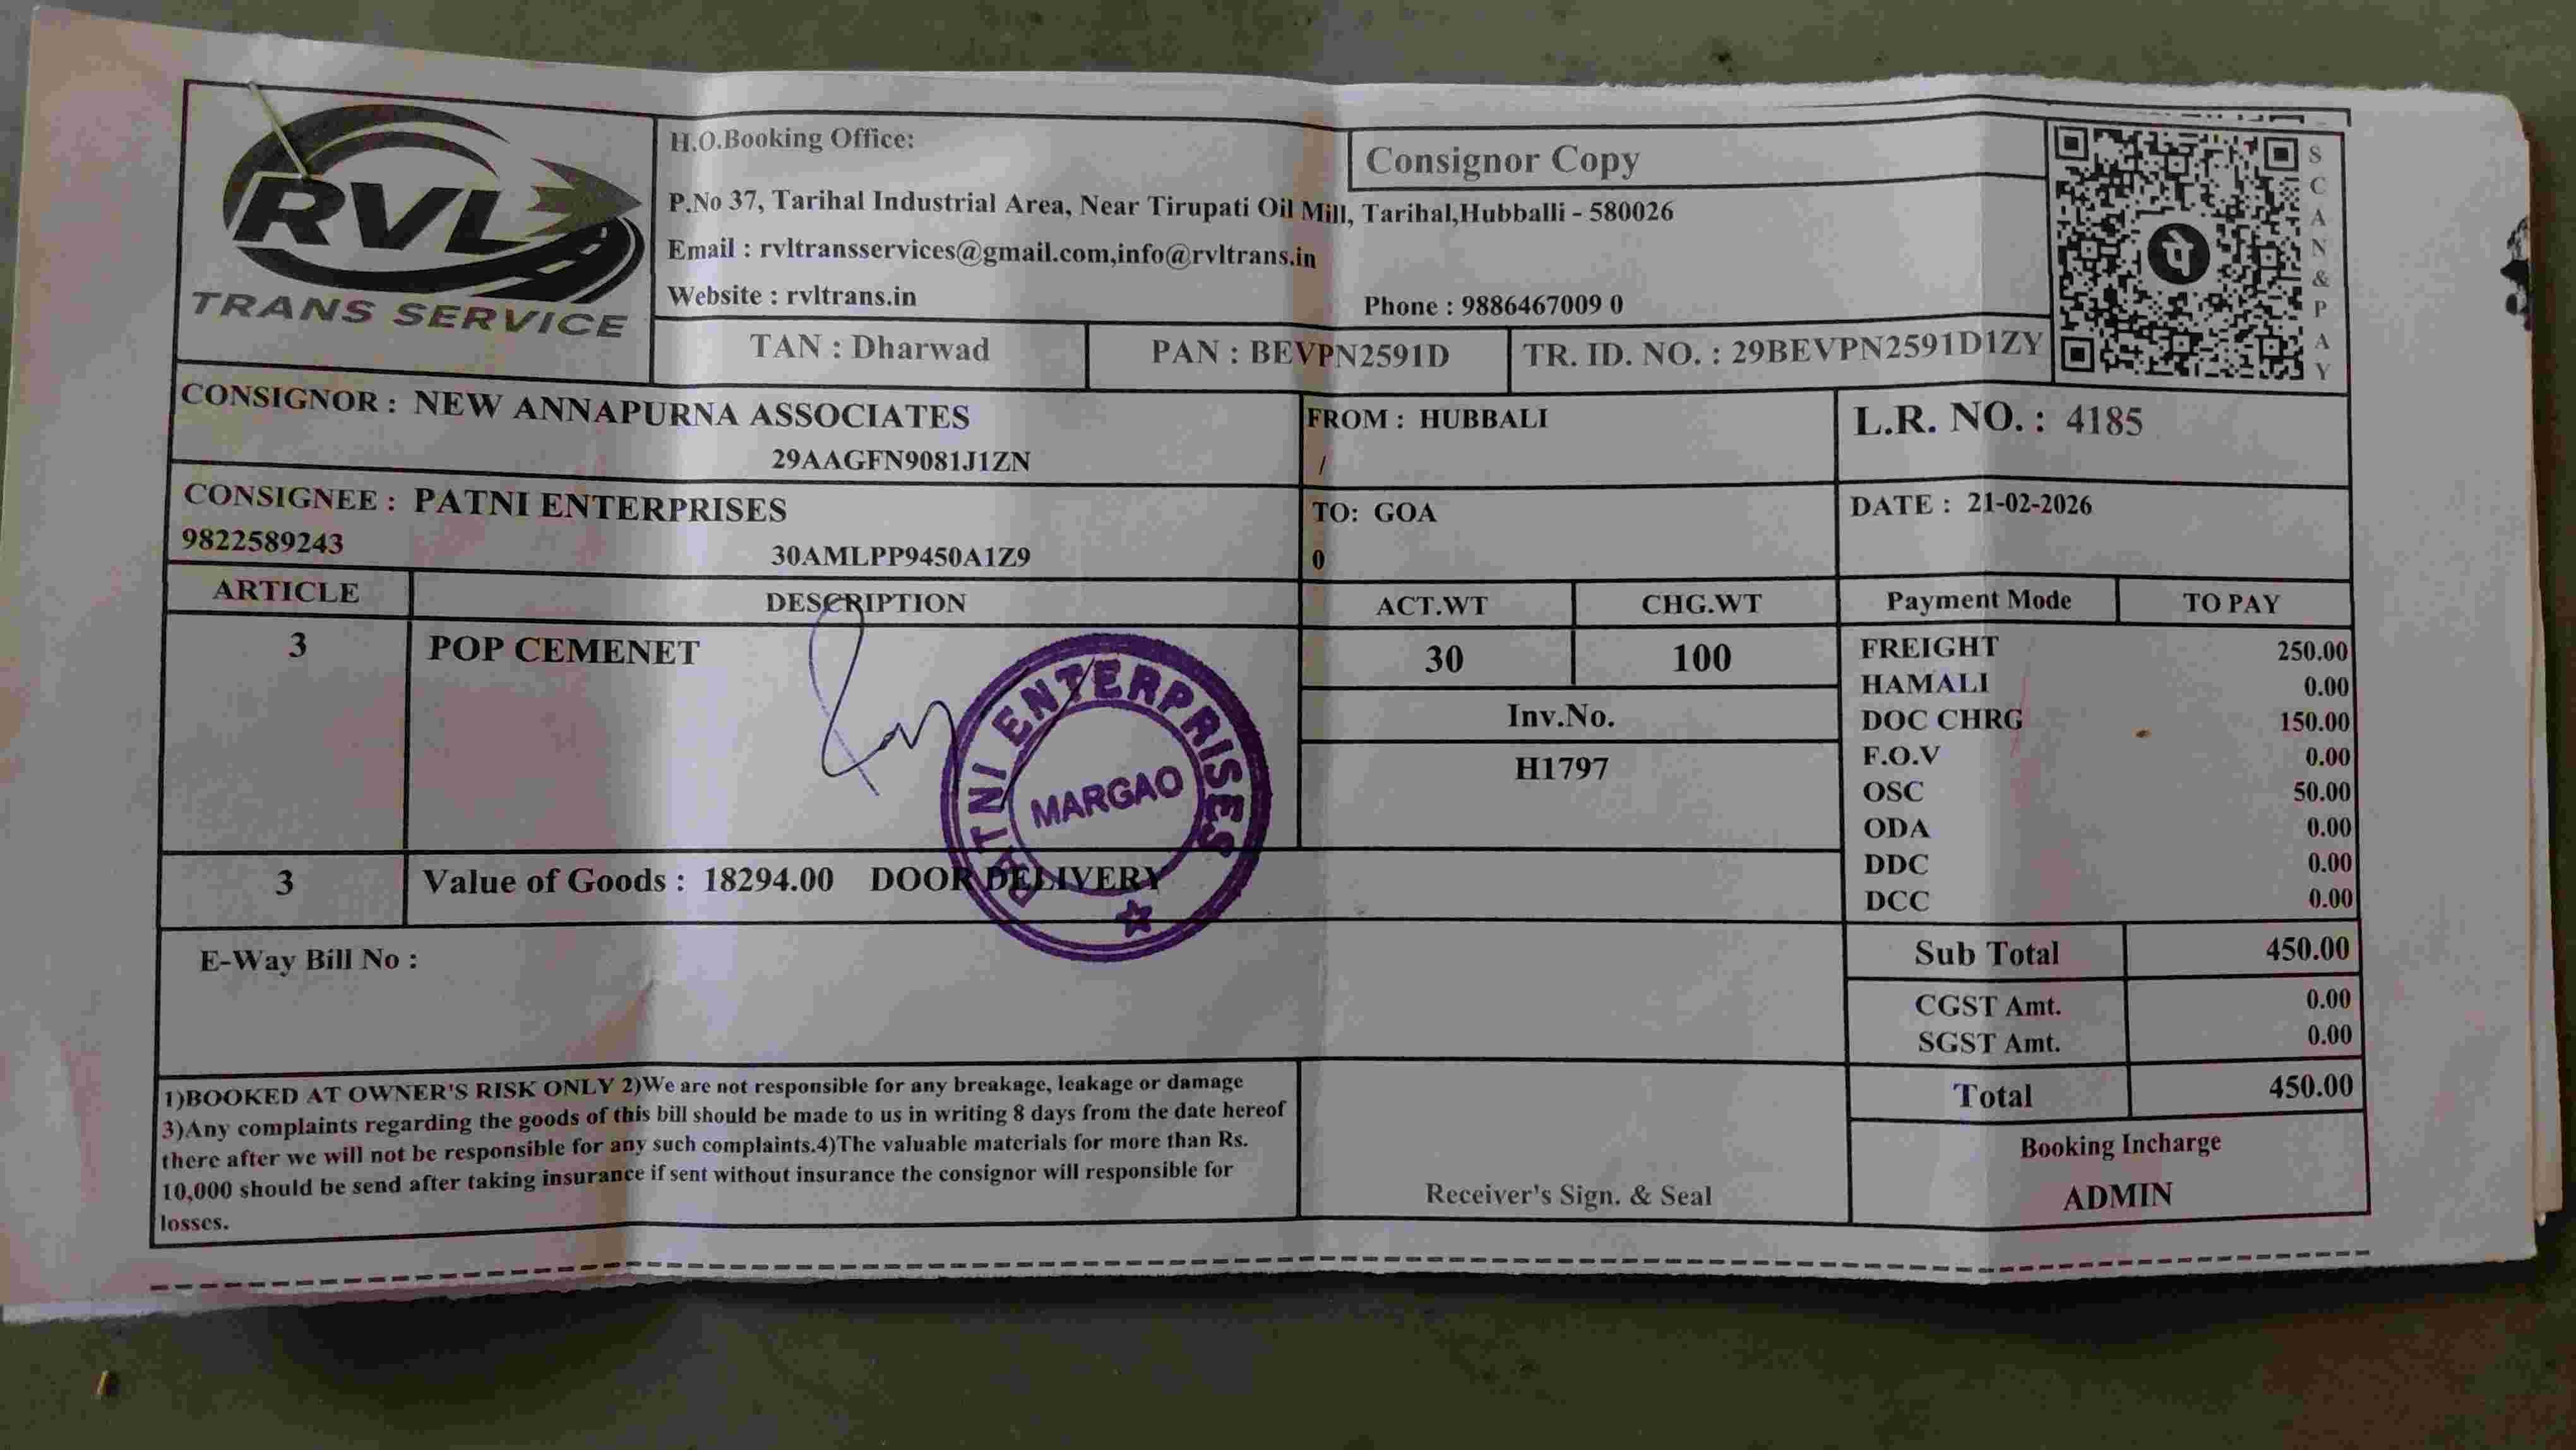 RVL
TRANS SERVICE
H.O.Booking Office:
Consignor Copy
P.No 37, Tarihal Industrial Area, Near Tirupati Oil Mill, Tarihal,Hubballi - 580026
Email : rvltransservices@gmail.com,info@rvltrans.in
Website : rvltrans.in
Phone : 9886467009 0
SCAN&PAY
पे
TAN : Dharwad
PAN : BEVPN2591D
TR. ID. NO. : 29BEVPN2591D1ZY
CONSIGNOR : NEW ANNAPURNA ASSOCIATES
29AAGFN9081J1ZN
FROM : HUBBALI
/
L.R. NO. : 4185
CONSIGNEE : PATNI ENTERPRISES
9822589243
30AMLPP9450A1Z9
TO: GOA
0
DATE : 21-02-2026
ARTICLE DESCRIPTION ACT.WT CHG.WT Payment Mode TO PAY
3 POP CEMENET 30 100
Inv.No.
H1797
FREIGHT 250.00
HAMALI 0.00
DOC CHRG 150.00
F.O.V 0.00
OSC 50.00
ODA 0.00
DDC 0.00
DCC 0.00
PATNI ENTERPRISES
MARGAO
3 Value of Goods : 18294.00 DOOR DELIVERY
E-Way Bill No :
Sub Total 450.00
CGST Amt. 0.00
SGST Amt. 0.00
Total 450.00
1)BOOKED AT OWNER'S RISK ONLY 2)We are not responsible for any breakage, leakage or damage
3)Any complaints regarding the goods of this bill should be made to us in writing 8 days from the date hereof
there after we will not be responsible for any such complaints.4)The valuable materials for more than Rs.
10,000 should be send after taking insurance if sent without insurance the consignor will responsible for
losses.
Receiver's Sign. & Seal
Booking Incharge
ADMIN